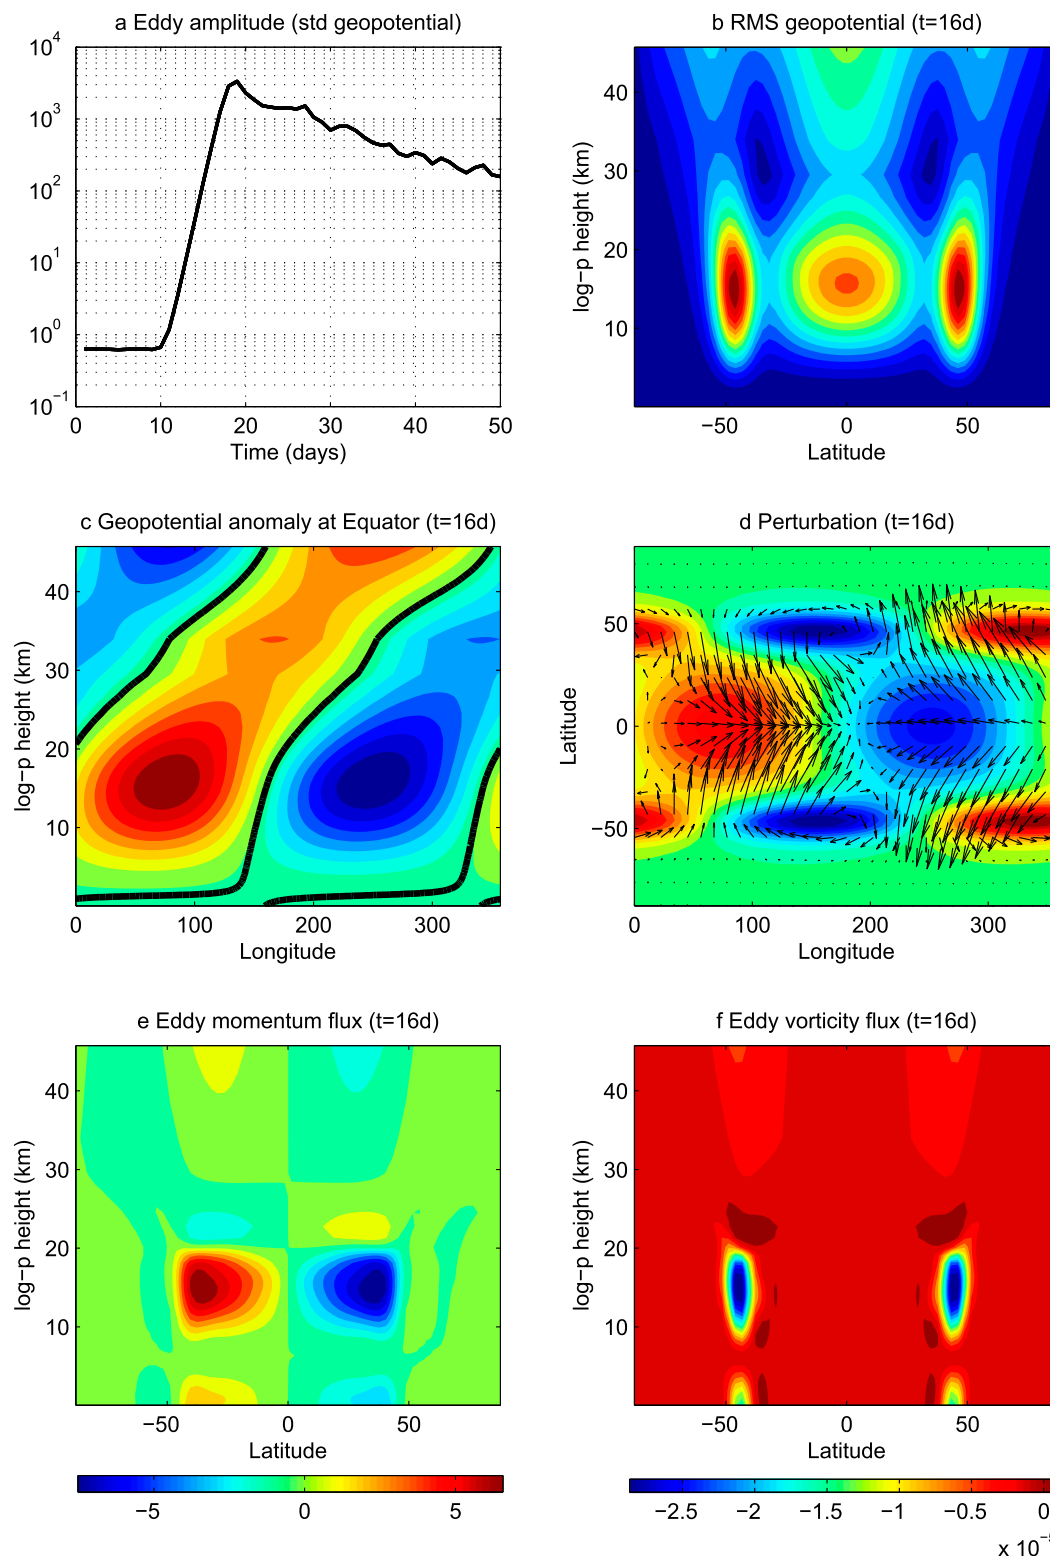 a Eddy amplitude (std geopotential)
b RMS geopotential (t=16d)
10^4
10^3
10^2
10^1
10^0
10^−1
0 10 20 30 40 50
Time (days)
log−p height (km)
40
30
20
10
−50 0 50
Latitude
c Geopotential anomaly at Equator (t=16d)
d Perturbation (t=16d)
log−p height (km)
40
30
20
10
0 100 200 300
Longitude
Latitude
50
0
−50
0 100 200 300
Longitude
e Eddy momentum flux (t=16d)
f Eddy vorticity flux (t=16d)
log−p height (km)
40
30
20
10
−50 0 50
Latitude
log−p height (km)
40
30
20
10
−50 0 50
Latitude
−5 0 5
−2.5 −2 −1.5 −1 −0.5 0
x 10^−